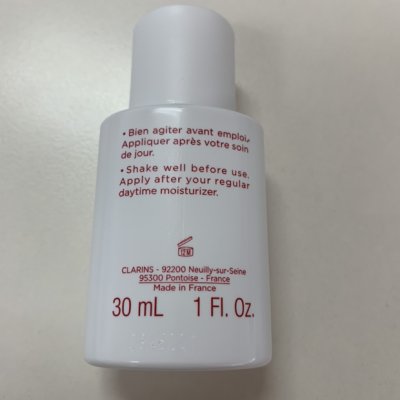 • Bien agiter avant emploi.
Appliquer après votre soin
de jour.
• Shake well before use.
Apply after your regular
daytime moisturizer.
12M
CLARINS - 92200 Neuilly-sur-Seine
95300 Pontoise - France
Made in France
30 mL 1 Fl. Oz.